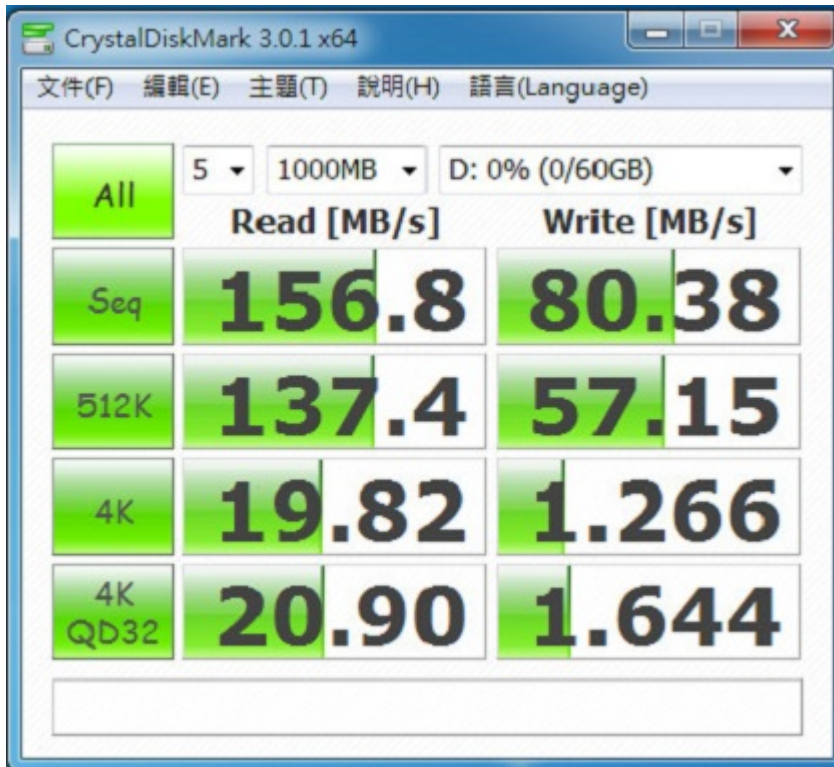 CrystalDiskMark 3.0.1 x64
文件(F) 編輯(E) 主題(T) 說明(H) 語言(Language)
All 5 1000MB D: 0% (0/60GB)
Read [MB/s] Write [MB/s]
Seq 156.8 80.38
512K 137.4 57.15
4K 19.82 1.266
4K QD32 20.90 1.644